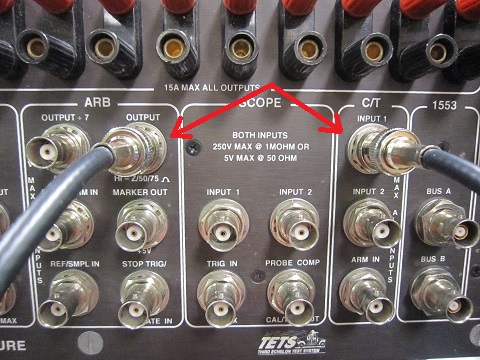 15A MAX ALL OUTPUTS
ARB
SCOPE
C/T
1553
OUTPUT ÷ 7
OUTPUT
INPUT 1
BOTH INPUTS
250V MAX @ 1MOHM OR
5V MAX @ 50 OHM
HI - Z/50/75
MARKER OUT
INPUT 1
INPUT 2
INPUT 2
BUS A
MAX
INPUTS
5V
REF/SMPL IN
STOP TRIG/
TRIG IN
PROBE COMP
ARM IN
BUS B
MAX
CAL/
TETS
THIRD ECHELON TEST SYSTEM